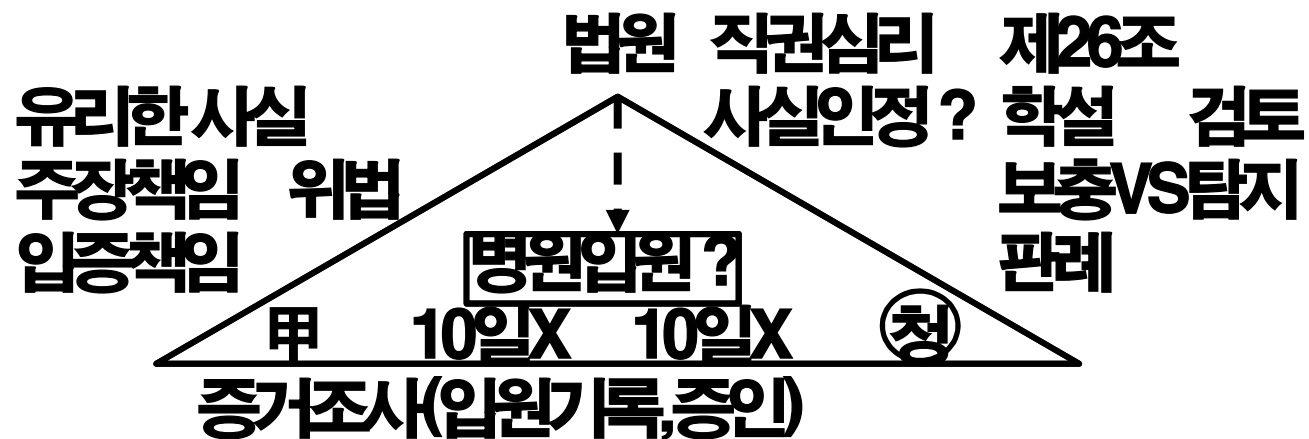 법원 직권심리 제26조
유리한 사실 사실인정 ? 학설 검토
주장책임 위법 보충VS탐지
입증책임 병원입원 ? 판례
甲 10일X 10일X 청
증거조사(입원기록,증인)